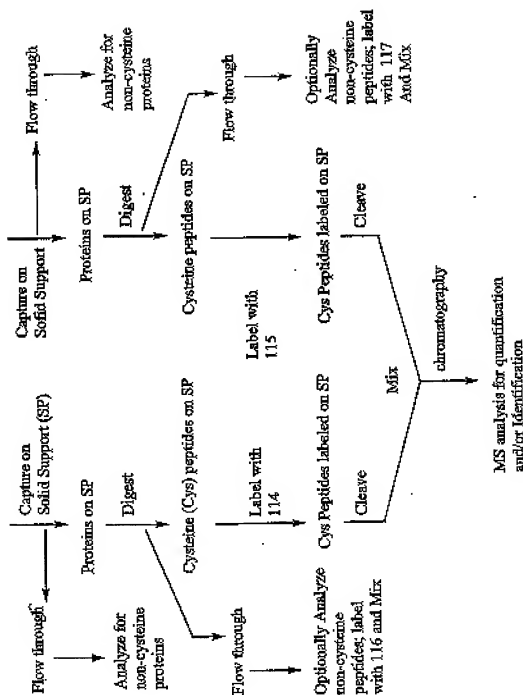 Capture on
Solid Support (SP)
Flow through
Analyze for
non-cysteine
proteins
Proteins on SP
Digest
Flow through
Optionally Analyze
non-cysteine
peptides; label
with 116 and Mix
Cysteine (Cys) peptides on SP
Label with
114
Cys Peptides labeled on SP
Cleave
Capture on
Solid Support
Flow through
Analyze for
non-cysteine
proteins
Proteins on SP
Digest
Flow through
Optionally
Analyze
non-cysteine
peptides; label
with 117
And Mix
Cysteine peptides on SP
Label with
115
Cys Peptides labeled on SP
Cleave
Mix
chromatography
MS analysis for quantification
and/or Identification